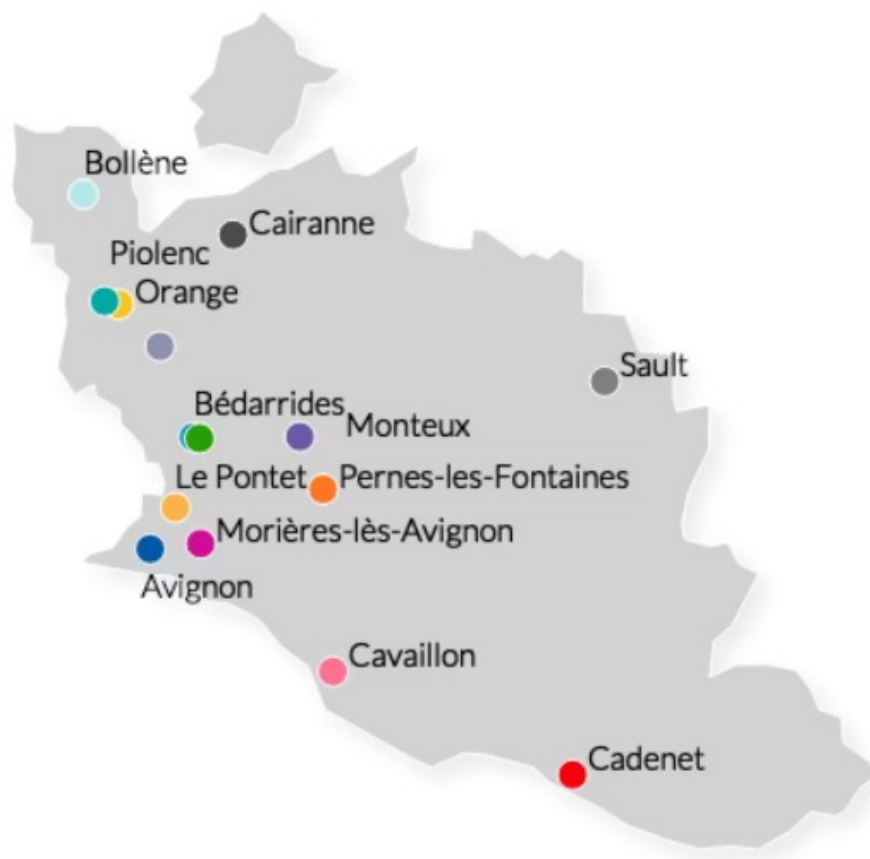 Bollène
Cairanne
Piolenc
Orange
Sault
Bédarrides
Monteux
Le Pontet
Pernes-les-Fontaines
Morières-lès-Avignon
Avignon
Cavaillon
Cadenet